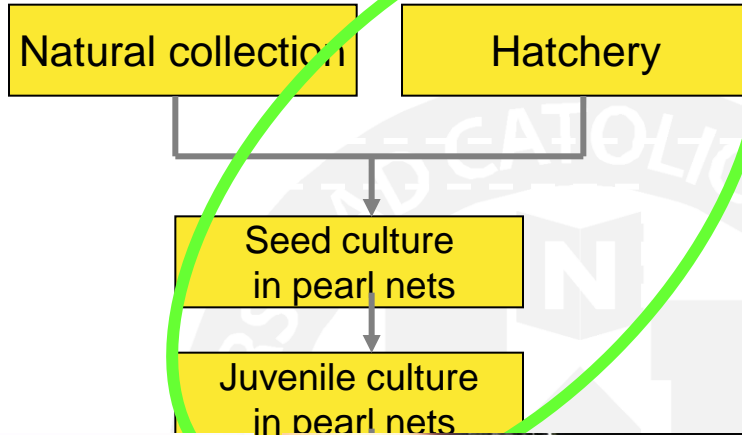 Natural collection
Hatchery
Seed culture
in pearl nets
Juvenile culture
in pearl nets